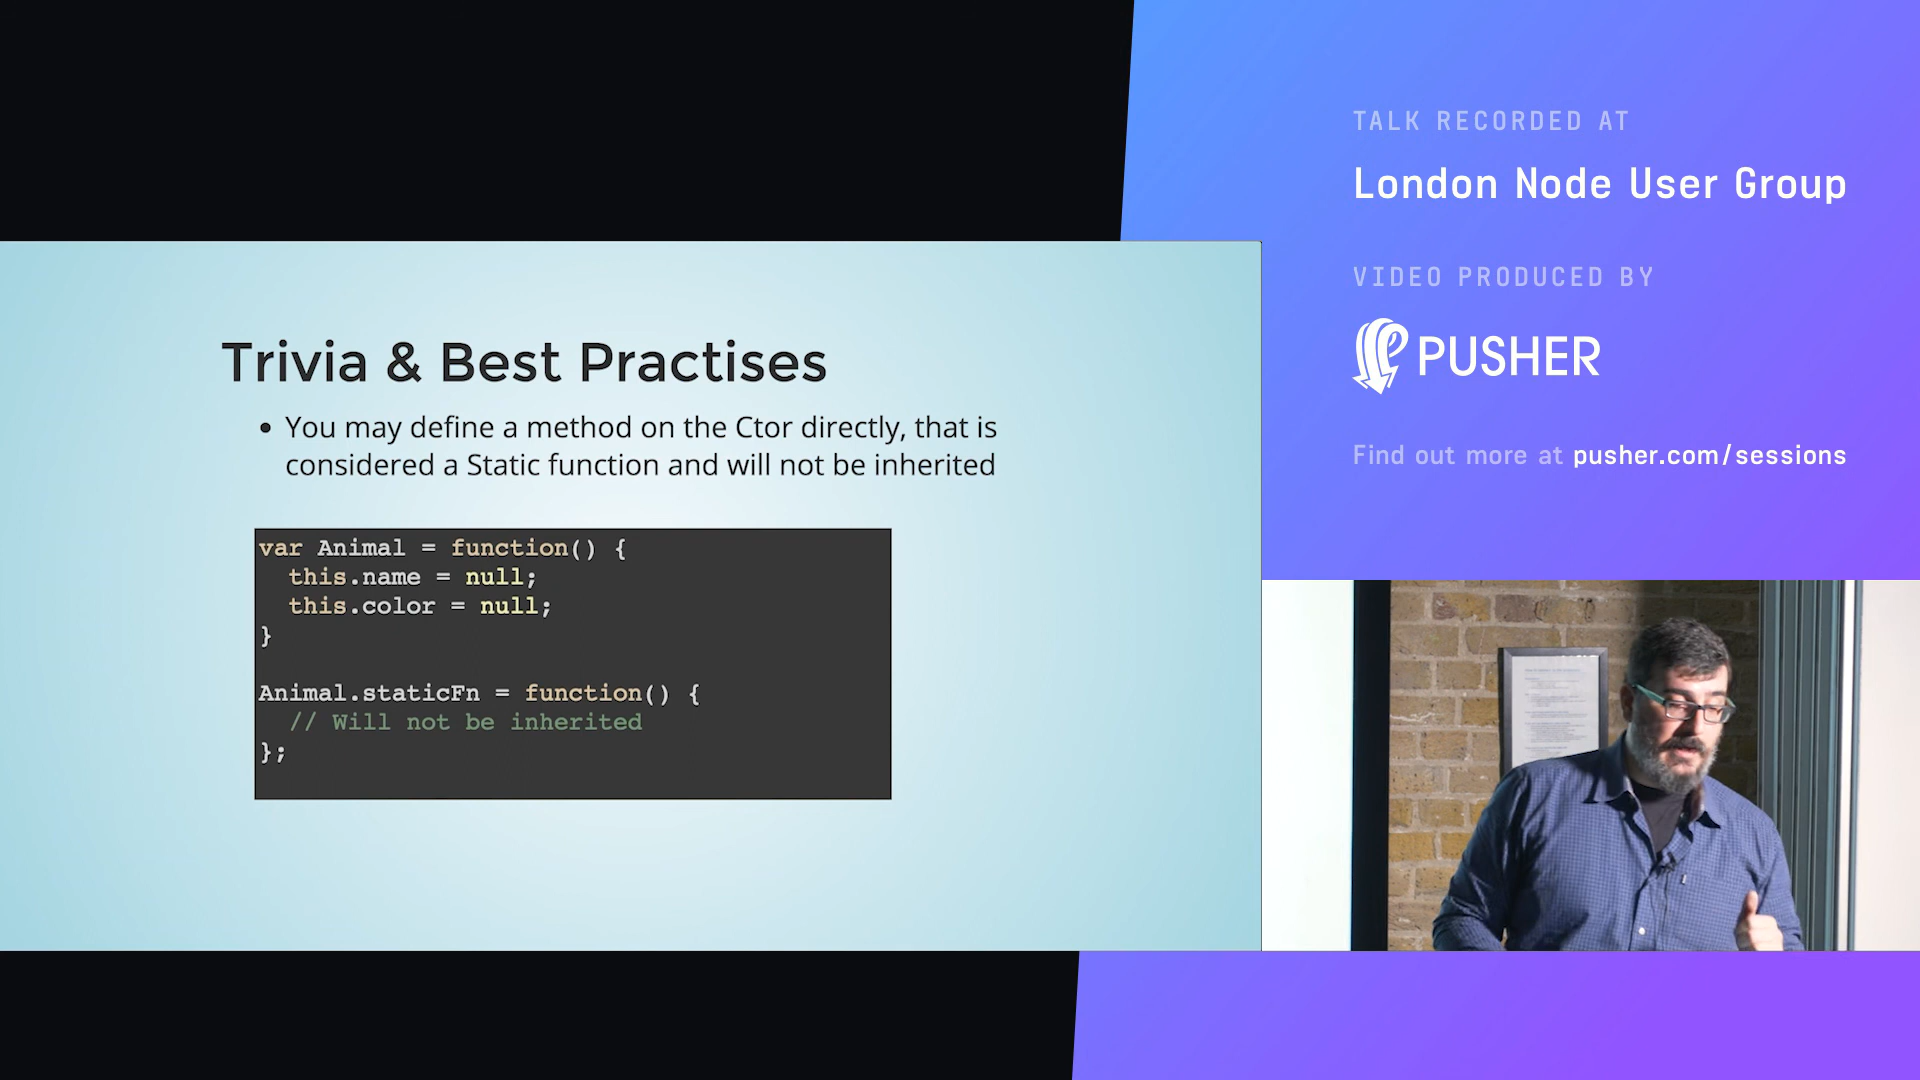 Trivia & Best Practises
• You may define a method on the Ctor directly, that is
considered a Static function and will not be inherited
var Animal = function() {
  this.name = null;
  this.color = null;
}
Animal.staticFn = function() {
  // Will not be inherited
};
TALK RECORDED AT
London Node User Group
VIDEO PRODUCED BY
PUSHER
Find out more at pusher.com/sessions